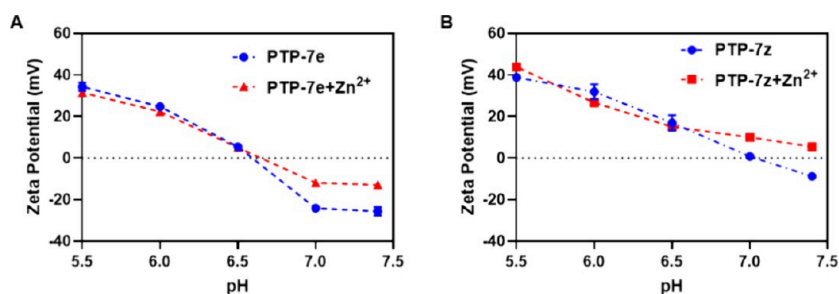 A
Zeta Potential (mV)
60
40
20
0
-20
-40
5.5
6.0
6.5
7.0
7.5
pH
PTP-7e
PTP-7e+Zn²⁺
B
Zeta Potential (mV)
60
40
20
0
-20
-40
5.5
6.0
6.5
7.0
7.5
pH
PTP-7z
PTP-7z+Zn²⁺